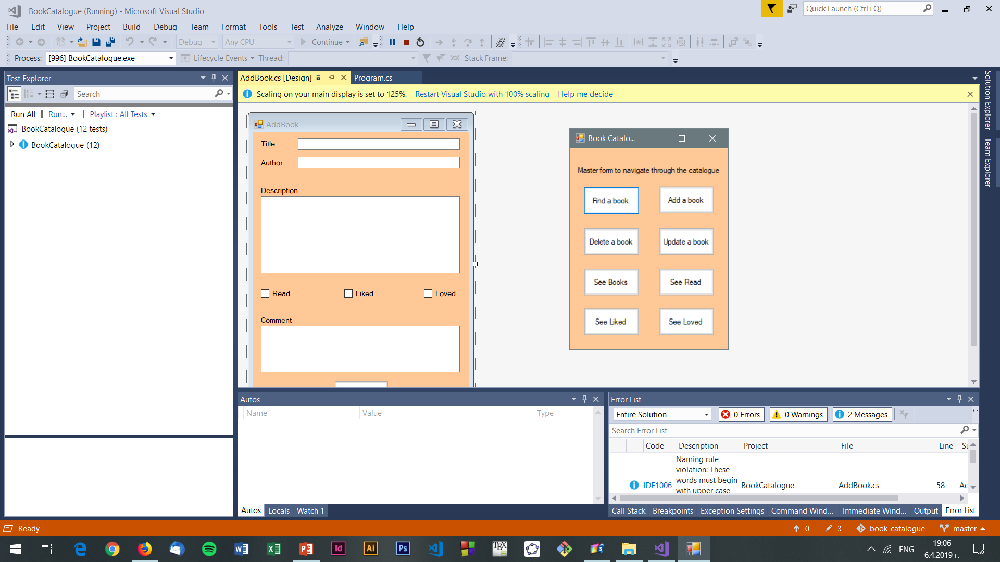 BookCatalogue (Running) - Microsoft Visual Studio
Quick Launch (Ctrl+Q)
File Edit View Project Build Debug Team Format Tools Test Analyze Window Help
Debug Any CPU Continue
Process: [996] BookCatalogue.exe Lifecycle Events Thread: Stack Frame:
Test Explorer
Search
Run All Run... Playlist : All Tests
BookCatalogue (12 tests)
BookCatalogue (12)
AddBook.cs [Design] Program.cs
Scaling on your main display is set to 125%. Restart Visual Studio with 100% scaling Help me decide
AddBook
Title
Author
Description
Read Liked Loved
Comment
Book Catalo...
Master form to navigate through the catalogue
Find a book Add a book
Delete a book Update a book
See Books See Read
See Liked See Loved
Solution Explorer
Team Explorer
Autos
Name Value Type
Autos Locals Watch 1
Error List
Entire Solution 0 Errors 0 Warnings 2 Messages
Search Error List
Code Description Project File Line Su
Naming rule
violation: These
words must begin
IDE1006 with upper case BookCatalogue AddBook.cs 58 Ac
Call Stack Breakpoints Exception Settings Command Wind... Immediate Wind... Output Error List
Ready 0 3 book-catalogue master
ENG
19:06
6.4.2019 г.